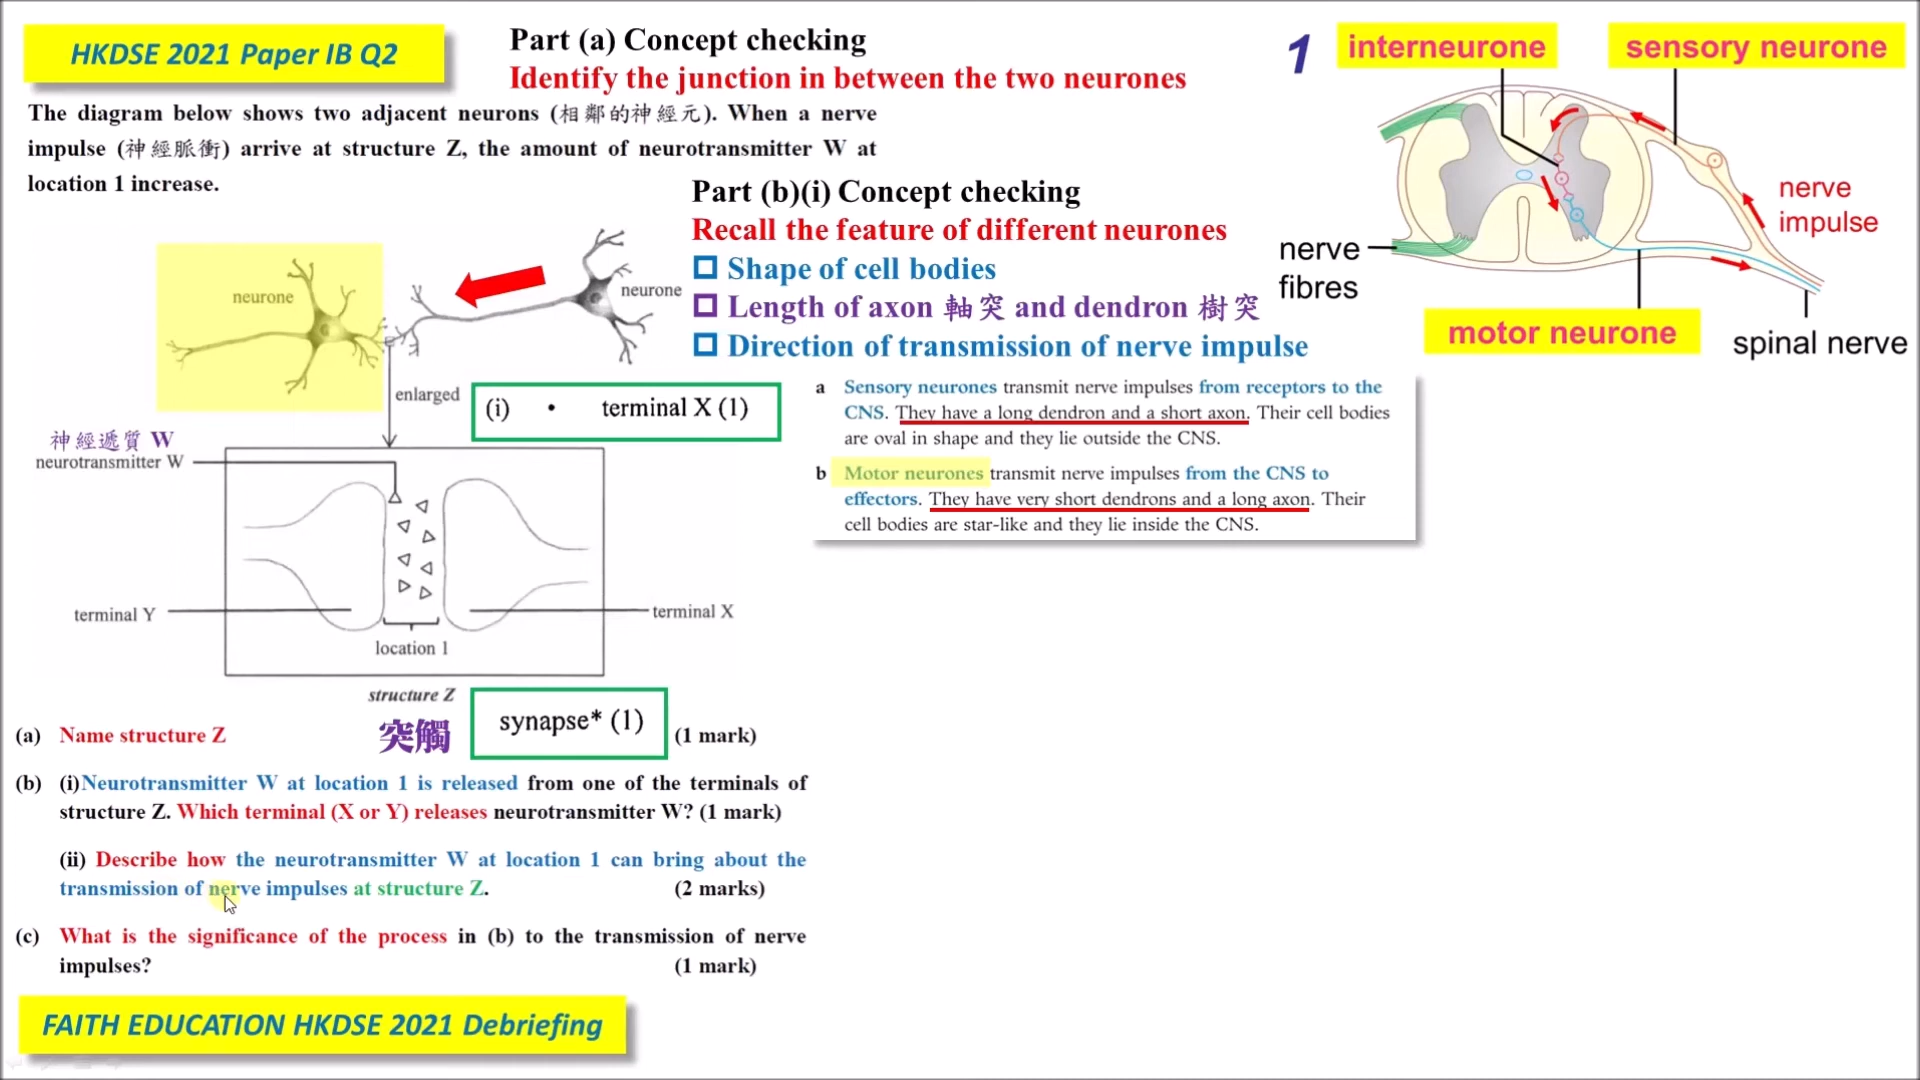 HKDSE 2021 Paper IB Q2
Part (a) Concept checking
Identify the junction in between the two neurones
The diagram below shows two adjacent neurons (相鄰的神經元). When a nerve
impulse (神經脈衝) arrive at structure Z, the amount of neurotransmitter W at
location 1 increase.
Part (b)(i) Concept checking
Recall the feature of different neurones
Shape of cell bodies
Length of axon 軸突 and dendron 樹突
Direction of transmission of nerve impulse
1
interneurone
sensory neurone
nerve
impulse
nerve
fibres
motor neurone
spinal nerve
neurone
neurone
enlarged
(i) • terminal X (1)
a Sensory neurones transmit nerve impulses from receptors to the
CNS. They have a long dendron and a short axon. Their cell bodies
are oval in shape and they lie outside the CNS.
b Motor neurones transmit nerve impulses from the CNS to
effectors. They have very short dendrons and a long axon. Their
cell bodies are star-like and they lie inside the CNS.
神經遞質 W
neurotransmitter W
terminal Y
terminal X
location 1
structure Z
突觸
synapse* (1)
(a) Name structure Z (1 mark)
(b) (i)Neurotransmitter W at location 1 is released from one of the terminals of
structure Z. Which terminal (X or Y) releases neurotransmitter W? (1 mark)
(ii) Describe how the neurotransmitter W at location 1 can bring about the
transmission of nerve impulses at structure Z. (2 marks)
(c) What is the significance of the process in (b) to the transmission of nerve
impulses? (1 mark)
FAITH EDUCATION HKDSE 2021 Debriefing